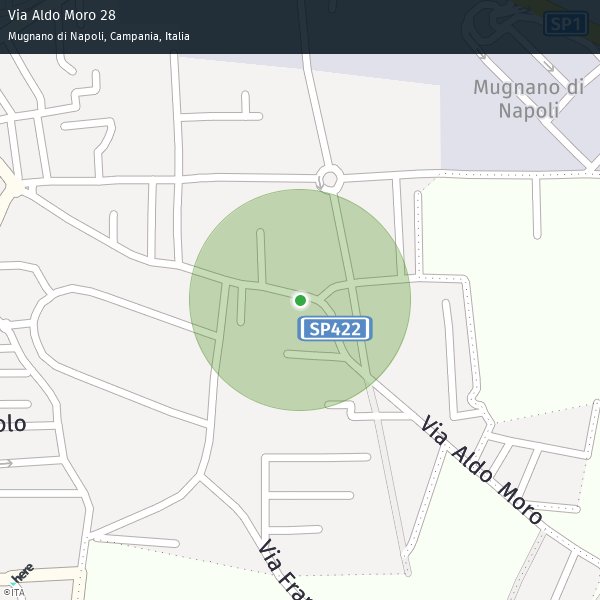 Via Aldo Moro 28
Mugnano di Napoli, Campania, Italia
SP1
Mugnano di
Napoli
SP422
olo
Via Aldo Moro
Via Frar
here
©ITA